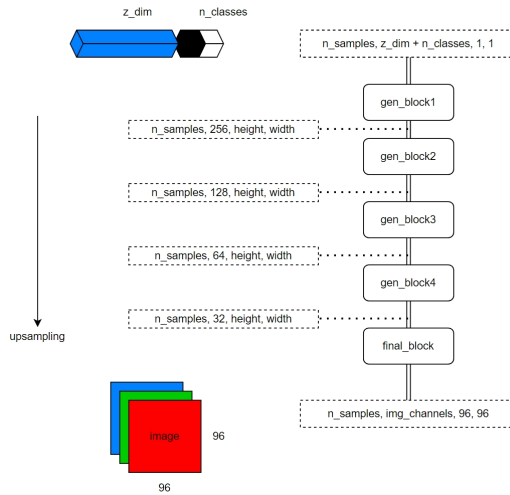 z_dim n_classes
n_samples, z_dim + n_classes, 1, 1
gen_block1
n_samples, 256, height, width
gen_block2
n_samples, 128, height, width
gen_block3
n_samples, 64, height, width
gen_block4
n_samples, 32, height, width
upsampling
final_block
n_samples, img_channels, 96, 96
image
96
96